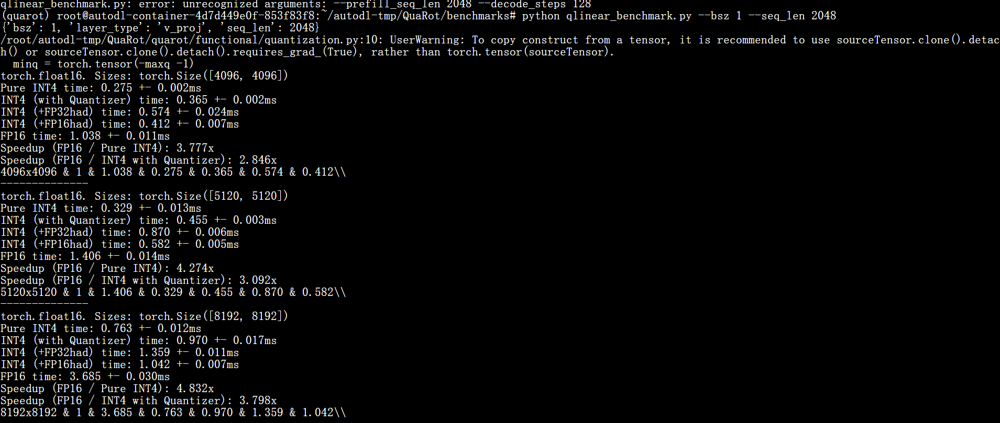 qlinear_benchmark.py: error: unrecognized arguments: --prefill_seq_len 2048 --decode_steps 128
(quarot) root@autodl-container-4d7d449e0f-853f83f8:~/autodl-tmp/QuaRot/benchmarks# python qlinear_benchmark.py --bsz 1 --seq_len 2048
{'bsz': 1, 'layer_type': 'v_proj', 'seq_len': 2048}
/root/autodl-tmp/QuaRot/quarot/functional/quantization.py:10: UserWarning: To copy construct from a tensor, it is recommended to use sourceTensor.clone().detac
h() or sourceTensor.clone().detach().requires_grad_(True), rather than torch.tensor(sourceTensor).
  minq = torch.tensor(-maxq -1)
torch.float16. Sizes: torch.Size([4096, 4096])
Pure INT4 time: 0.275 +- 0.002ms
INT4 (with Quantizer) time: 0.365 +- 0.002ms
INT4 (+FP32had) time: 0.574 +- 0.024ms
INT4 (+FP16had) time: 0.412 +- 0.007ms
FP16 time: 1.038 +- 0.011ms
Speedup (FP16 / Pure INT4): 3.777x
Speedup (FP16 / INT4 with Quantizer): 2.846x
4096x4096 & 1 & 1.038 & 0.275 & 0.365 & 0.574 & 0.412\\
--------------
torch.float16. Sizes: torch.Size([5120, 5120])
Pure INT4 time: 0.329 +- 0.013ms
INT4 (with Quantizer) time: 0.455 +- 0.003ms
INT4 (+FP32had) time: 0.870 +- 0.006ms
INT4 (+FP16had) time: 0.582 +- 0.005ms
FP16 time: 1.406 +- 0.014ms
Speedup (FP16 / Pure INT4): 4.274x
Speedup (FP16 / INT4 with Quantizer): 3.092x
5120x5120 & 1 & 1.406 & 0.329 & 0.455 & 0.870 & 0.582\\
--------------
torch.float16. Sizes: torch.Size([8192, 8192])
Pure INT4 time: 0.763 +- 0.012ms
INT4 (with Quantizer) time: 0.970 +- 0.017ms
INT4 (+FP32had) time: 1.359 +- 0.011ms
INT4 (+FP16had) time: 1.042 +- 0.007ms
FP16 time: 3.685 +- 0.030ms
Speedup (FP16 / Pure INT4): 4.832x
Speedup (FP16 / INT4 with Quantizer): 3.798x
8192x8192 & 1 & 3.685 & 0.763 & 0.970 & 1.359 & 1.042\\